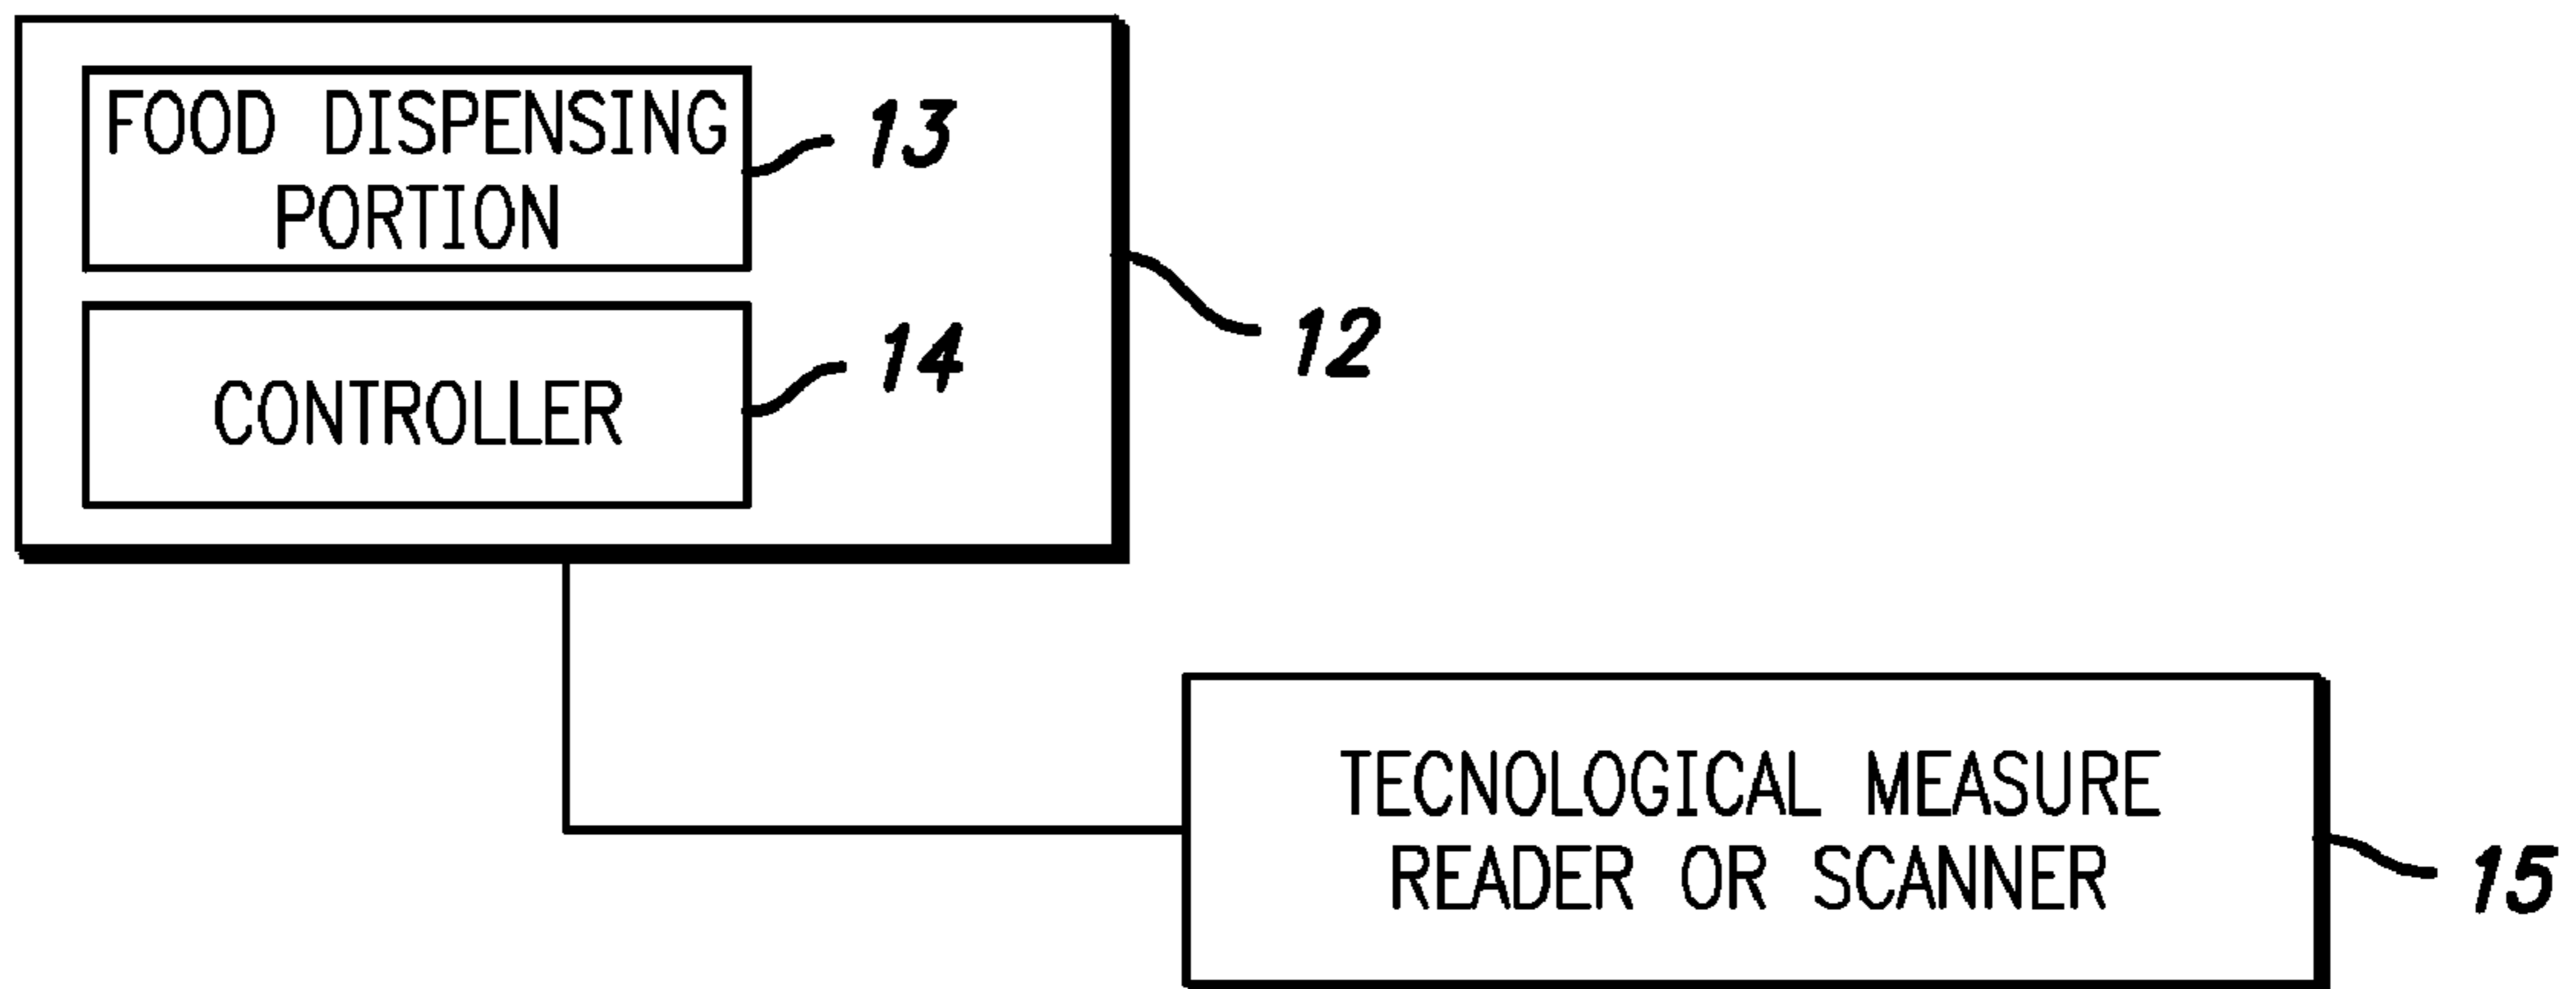 FOOD DISPENSING
PORTION
13
CONTROLLER
14
12
TECNOLOGICAL MEASURE
READER OR SCANNER
15